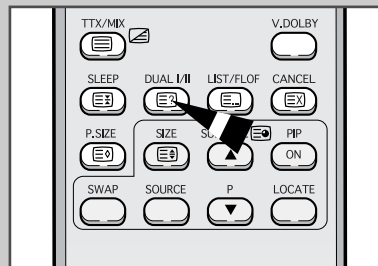 TTX/MIX V.DOLBY
SLEEP DUAL I/II LIST/FLOF CANCEL
P.SIZE SIZE PIP
ON
SWAP SOURCE P LOCATE